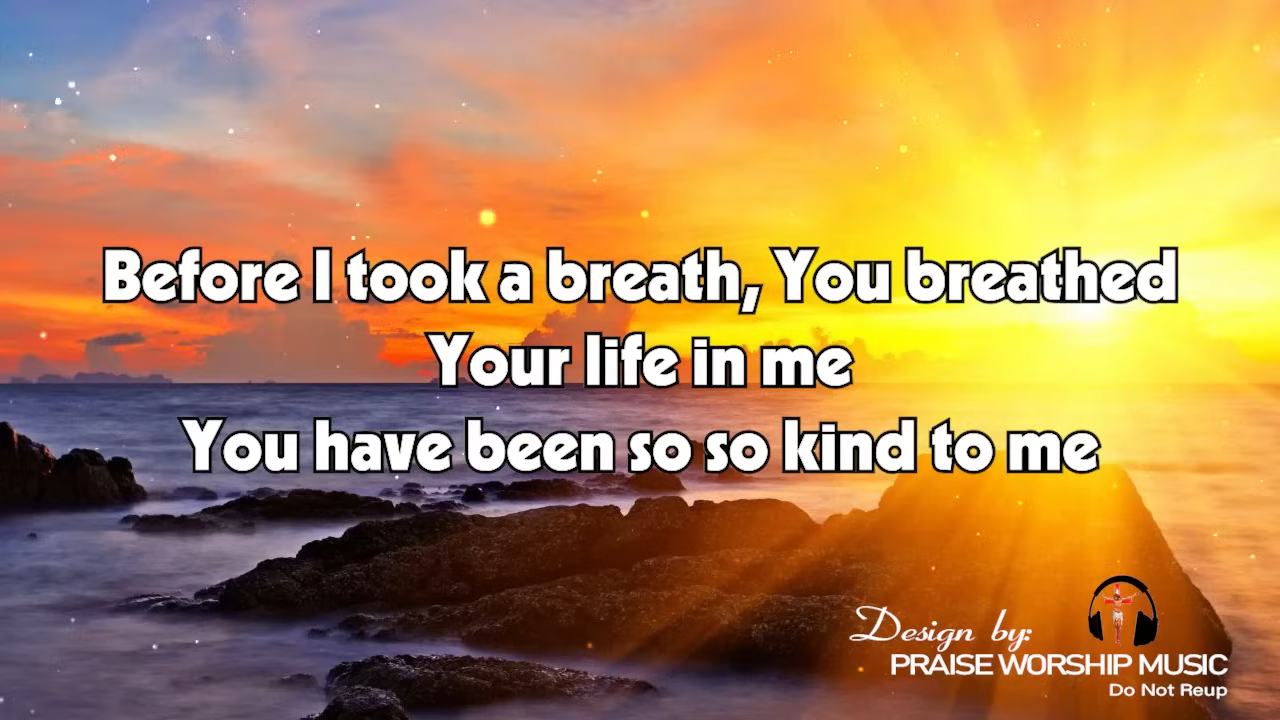 Before I took a breath, You breathed
Your life in me
You have been so so kind to me
Design by:
PRAISE WORSHIP MUSIC
Do Not Reup